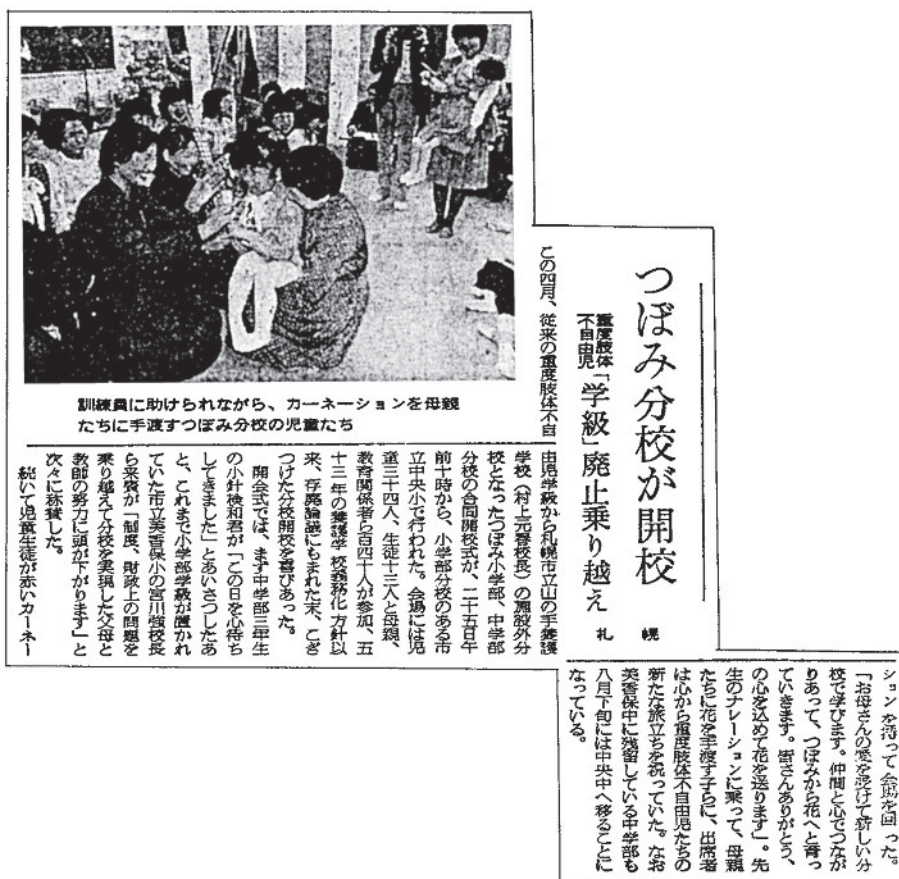 つぼみ分校が開校
重度肢体
不自由児
「学級」廃止乗り越え
札幌
この四月、従来の重度肢体不自
由児学級から札幌市立山の手養護
学校（村上元春校長）の施設外分
校となったつぼみ小学部、中学部
分校の合同開校式が、二十五日午
前十時から、小学部分校のある市
立中央小で行われた。会場には児
童三十四人、生徒十三人と母親、
教育関係者ら百四十人が参加、五
十三年の養護学校義務化方針以
来、存廃論議にもまれた末、こぎ
つけた分校開校を喜びあった。
開会式では、まず中学部三年生
の小針検和君が「この日を心待ち
してきました」とあいさつしたあ
と、これまで小学部学級が置かれ
ていた市立美香保小の宮川強校長
ら来賓が「制度、財政上の問題を
乗り越えて分校を実現した父母と
教師の努力に頭が下がります」と
次々に称賛した。
続いて児童生徒が赤いカーネー
ションを持って会場を回った。
「お母さんの愛を受けて新しい分
校で学びます。仲間と心でつなが
りあって、つぼみから花へと育っ
ていきます。皆さんありがとう、
の心を込めて花を送ります」。先
生のナレーションに乗って、母親
たちに花を手渡す子らに、出席者
は心から重度肢体不自由児たちの
新たな旅立ちを祝っていた。なお
美香保中に残留している中学部も
八月下旬には中央中へ移ることに
なっている。
訓練員に助けられながら、カーネーションを母親
たちに手渡すつぼみ分校の児童たち